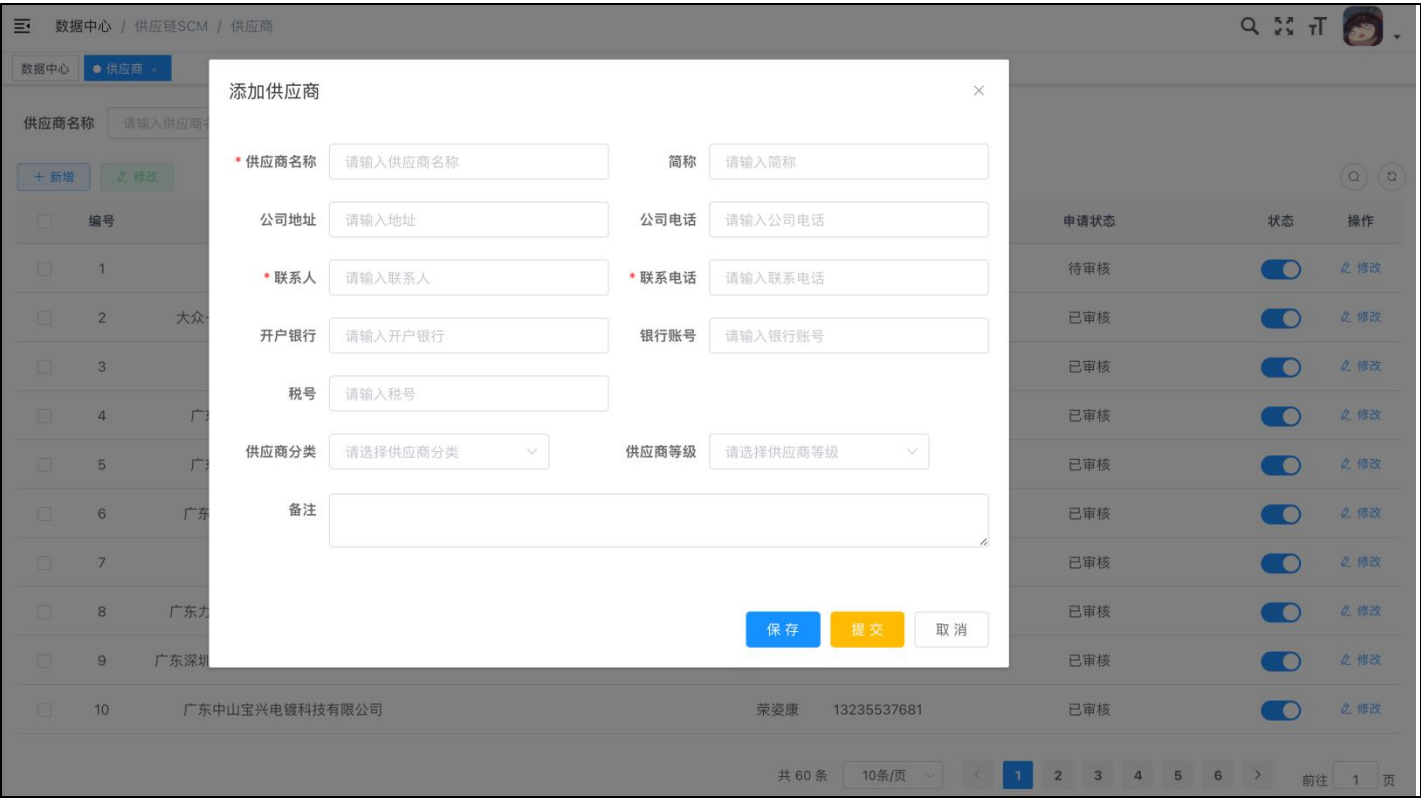 数据中心 / 供应链SCM / 供应商
数据中心 ● 供应商 ×
添加供应商
供应商名称 请输入供应商
* 供应商名称 请输入供应商名称 简称 请输入简称
+ 新增 修改
公司地址 请输入地址 公司电话 请输入公司电话
编号 申请状态 状态 操作
* 联系人 请输入联系人 * 联系电话 请输入联系电话
1 待审核 修改
2 大众 已审核 修改
开户银行 请输入开户银行 银行账号 请输入银行账号
3 已审核 修改
税号 请输入税号
4 广 已审核 修改
供应商分类 请选择供应商分类 供应商等级 请选择供应商等级
5 广 已审核 修改
备注
6 广东 已审核 修改
7 已审核 修改
8 广东力 已审核 修改
保存 提交 取消
9 广东深圳 已审核 修改
10 广东中山宝兴电镀科技有限公司 荣姿康 13235537681 已审核 修改
共 60 条 10条/页 < 1 2 3 4 5 6 > 前往 1 页